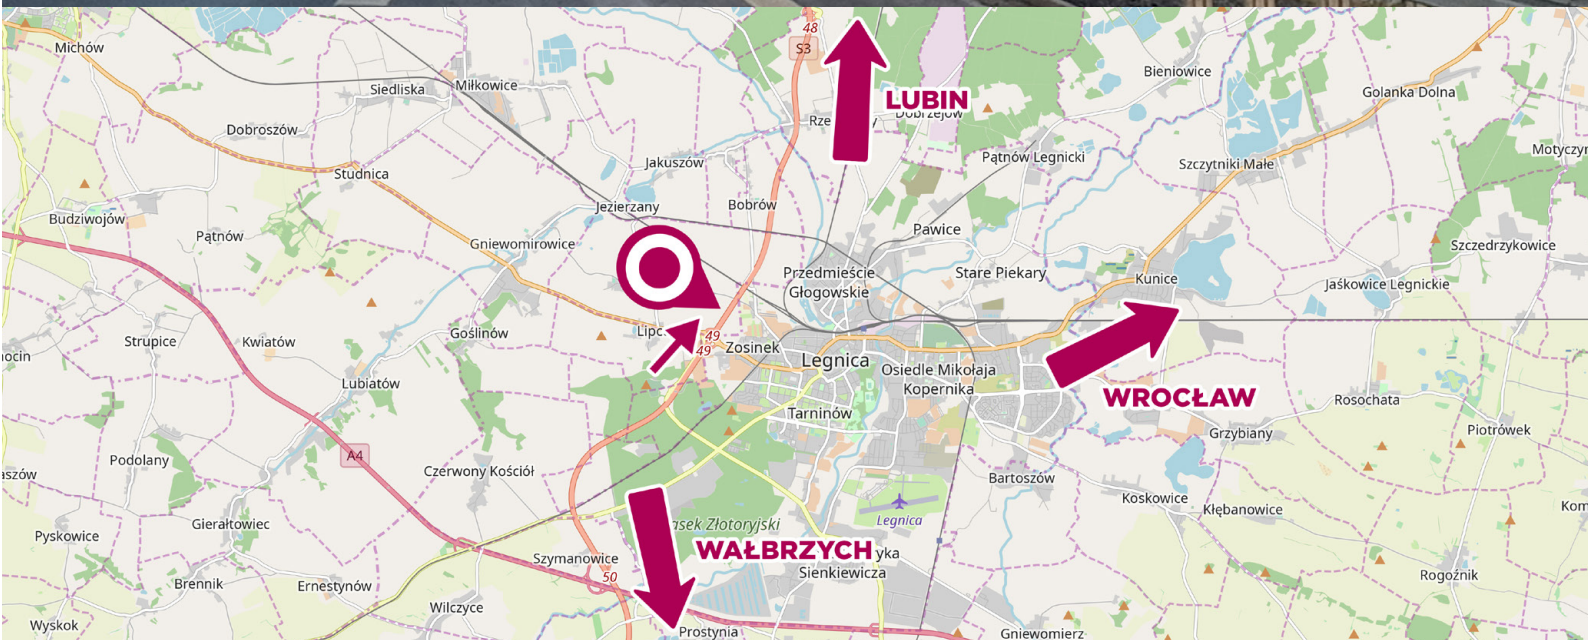 48
S3
Michów
Siedliska
Miłkowice
LUBIN
Bieniowice
Golanka Dolna
Dobroszów
Dobrzejów
Studnica
Jakuszów
Pątnów Legnicki
Szczytniki Małe
Budziwojów
Jezierzany
Bobrów
Pątnów
Gniewomirowice
Pawice
Szczedrzykowice
Przedmieście
Głogowskie
Stare Piekary
Kunice
Jaśkowice Legnickie
Strupice
Kwiatów
Goślinów
49
49
Zosinek
Legnica
Osiedle Mikołaja
Kopernika
Lubiatów
WROCŁAW
Rosochata
Tarninów
Grzybiany
Piotrówek
A4
Podolany
Czerwony Kościół
Bartoszów
Koskowice
Kłębanowice
Legnica
Gierałtowiec
Pyskowice
asek Złotoryjski
WAŁBRZYCH
Szymanowice
50
Sienkiewicza
Rogoźnik
Brennik
Ernestynów
Wilczyce
Wyskok
Prostynia
Gniewomierz